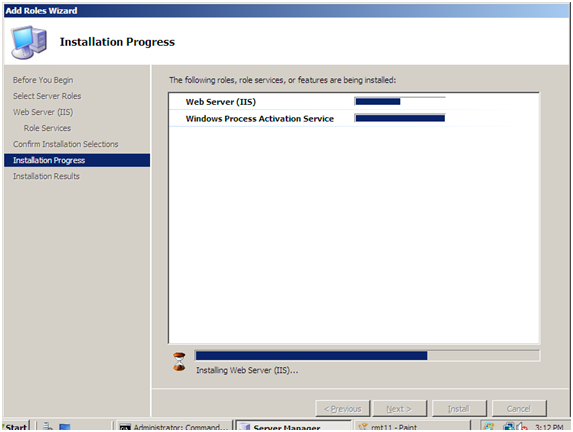 Add Roles Wizard
Installation Progress
Before You Begin
Select Server Roles
Web Server (IIS)
Role Services
Confirm Installation Selections
Installation Progress
Installation Results
The following roles, role services, or features are being installed:
Web Server (IIS)
Windows Process Activation Service
Installing Web Server (IIS)...
< Previous
Next >
Install
Cancel
Start
Administrator: Command...
Server Manager
rmt11 - Paint
3:12 PM